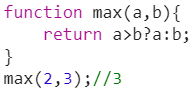 function max(a,b){
    return a>b?a:b;
}
max(2,3);//3